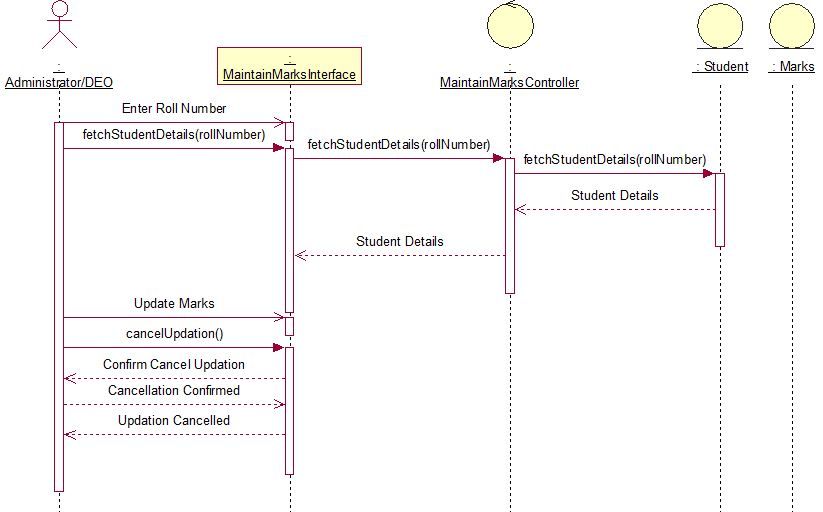 :
Administrator/DEO
:
MaintainMarksInterface
:
MaintainMarksController
: Student
: Marks
Enter Roll Number
fetchStudentDetails(rollNumber)
fetchStudentDetails(rollNumber)
fetchStudentDetails(rollNumber)
Student Details
Student Details
Update Marks
cancelUpdation()
Confirm Cancel Updation
Cancellation Confirmed
Updation Cancelled